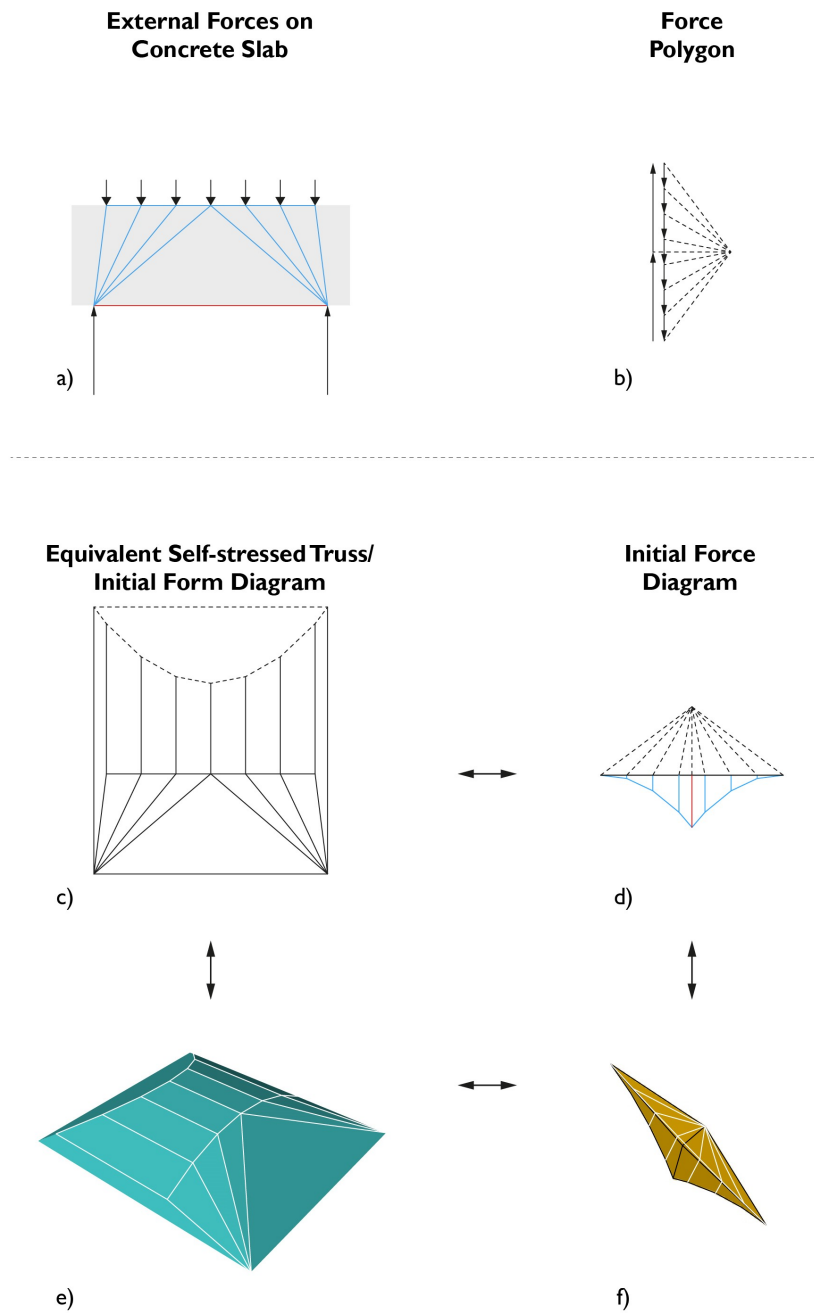 External Forces on
Concrete Slab
Force
Polygon
a)
b)
Equivalent Self-stressed Truss/
Initial Form Diagram
Initial Force
Diagram
c)
d)
e)
f)